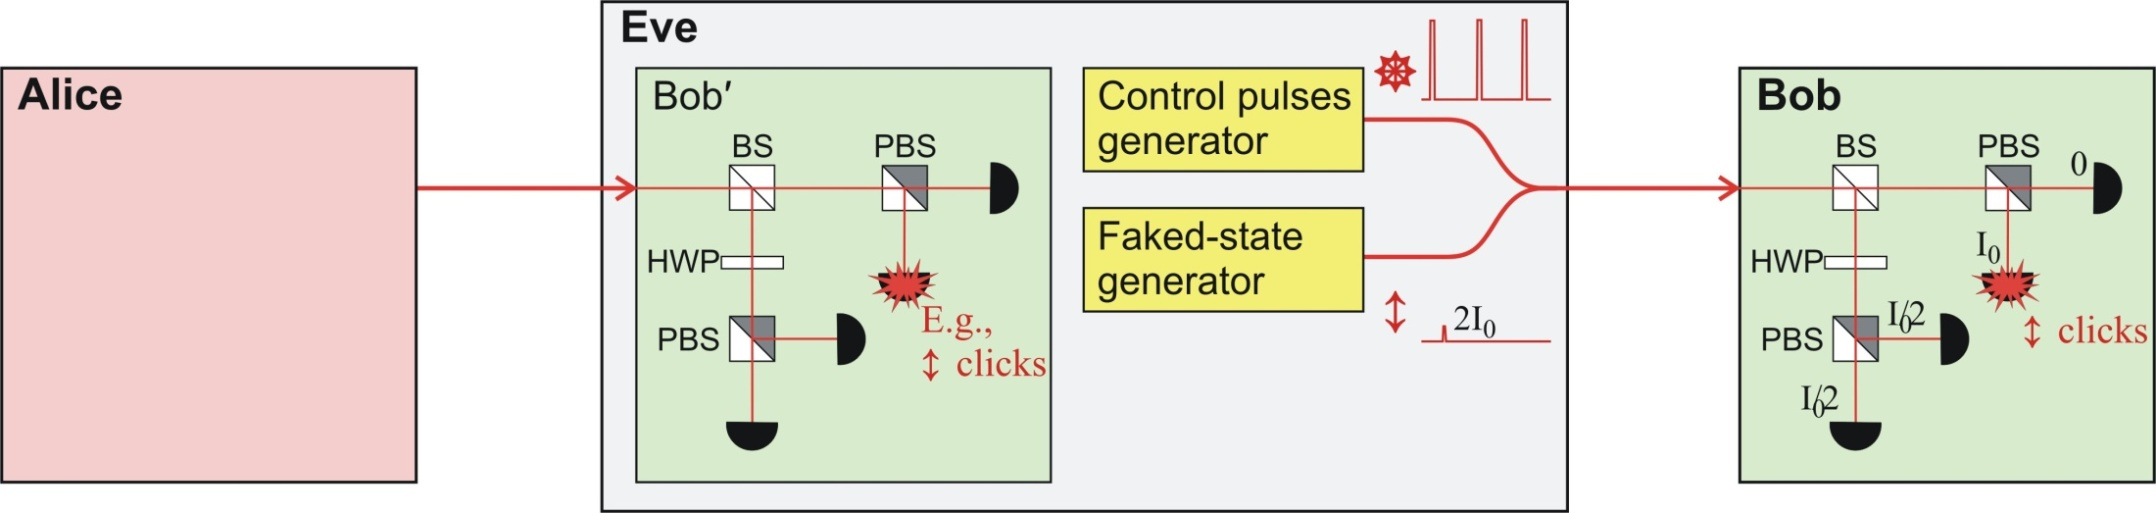 Alice
Eve
Bob′
BS
PBS
HWP
PBS
E.g.,
↕ clicks
Control pulses
generator
Faked-state
generator
2I₀
Bob
BS
PBS
0
I₀
HWP
I₀/2
PBS
↕ clicks
I₀/2